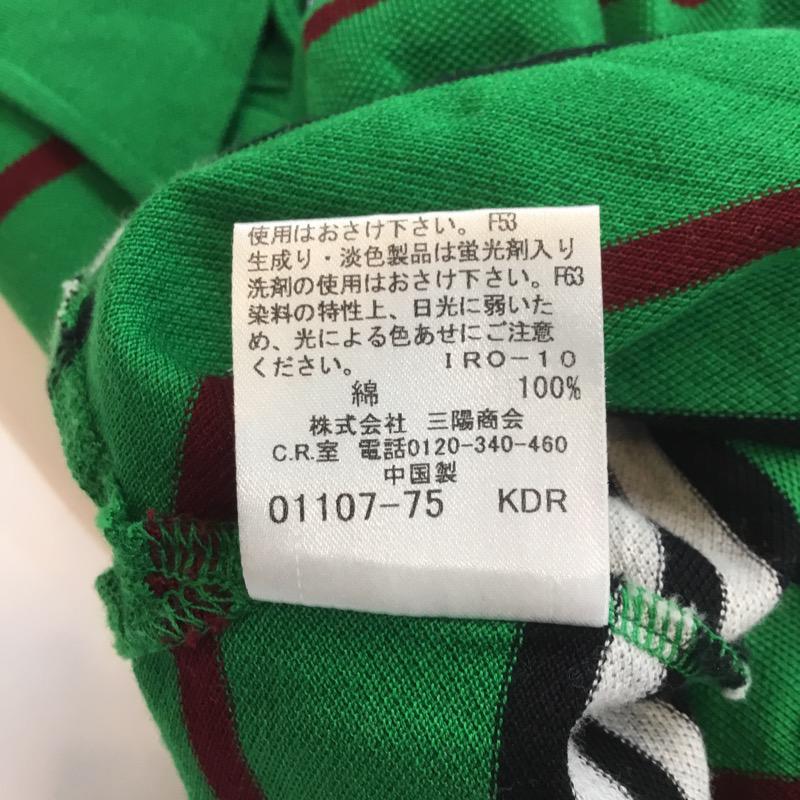 使用はおさけ下さい。 F53
生成り・淡色製品は蛍光剤入り
洗剤の使用はおさけ下さい。F63
染料の特性上、日光に弱いた
め、光による色あせにご注意
ください。 IRO-10
綿 100%
株式会社 三陽商会
C.R.室 電話0120-340-460
中国製
01107-75 KDR